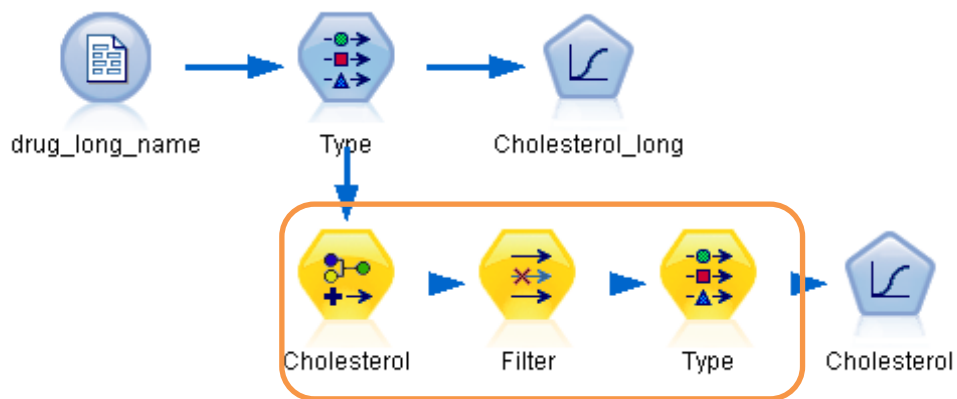 drug_long_name
Type
Cholesterol_long
Cholesterol
Filter
Type
Cholesterol